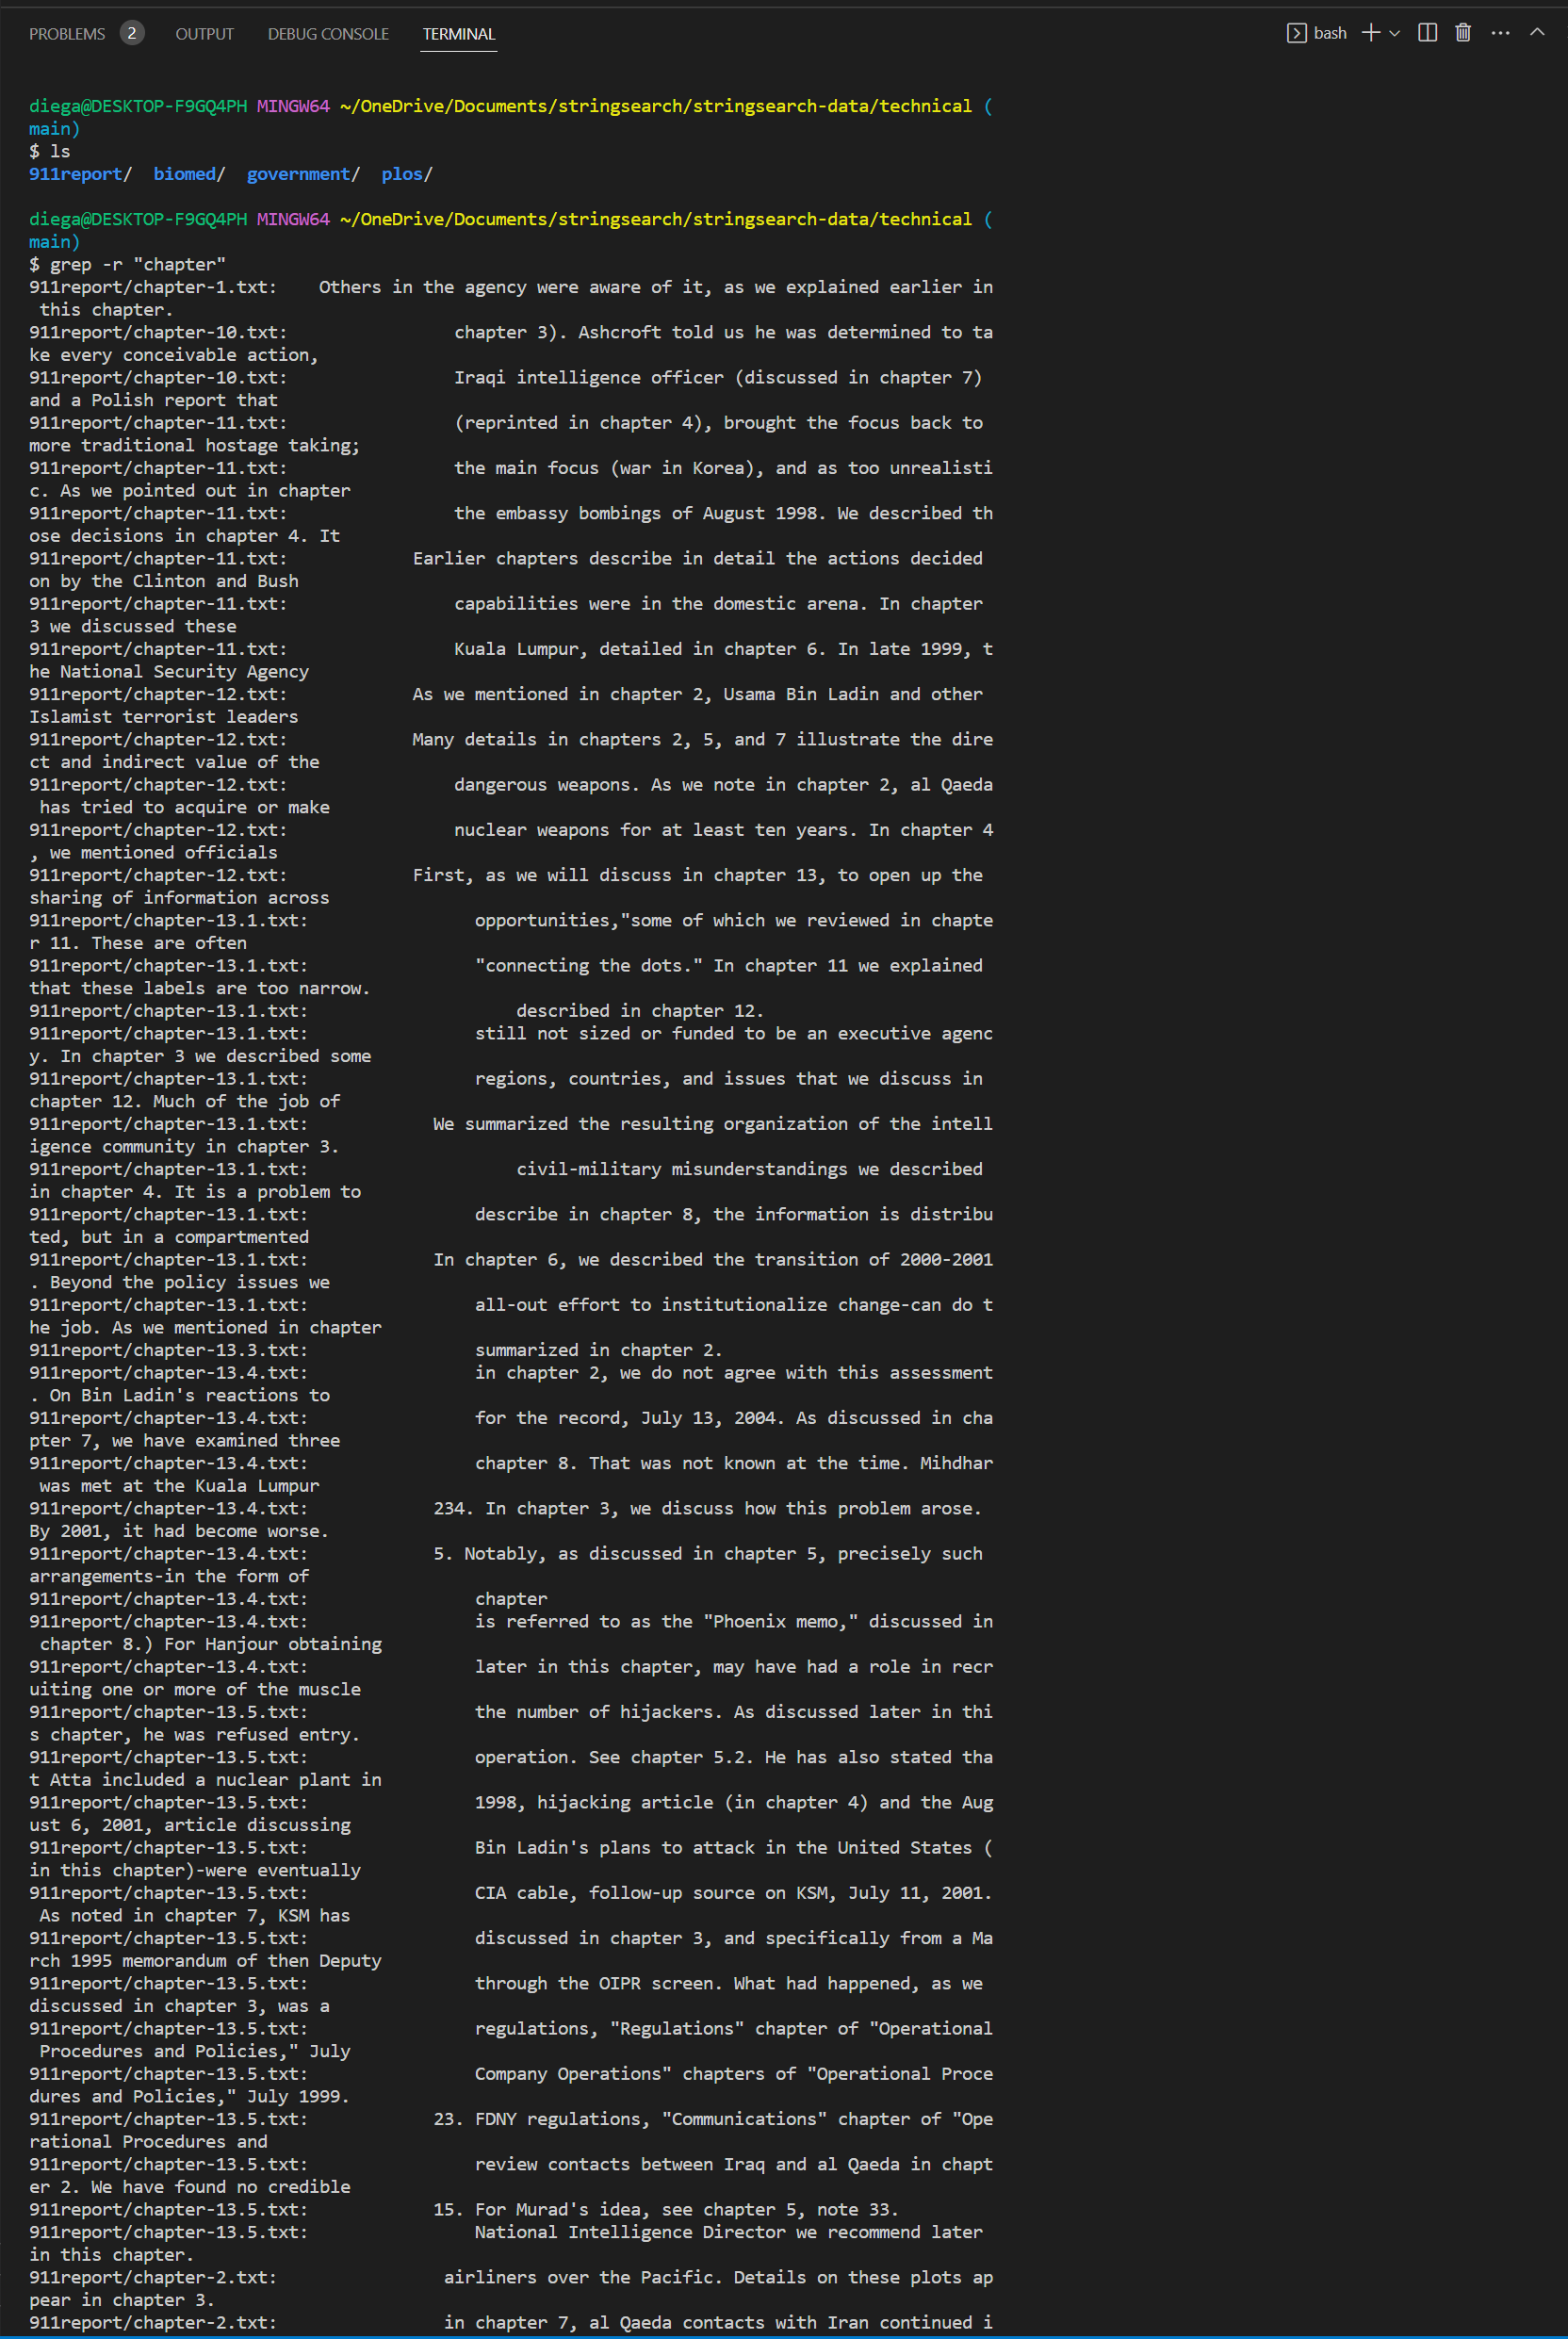 PROBLEMS 2 OUTPUT DEBUG CONSOLE TERMINAL bash
diega@DESKTOP-F9GQ4PH MINGW64 ~/OneDrive/Documents/stringsearch/stringsearch-data/technical (
main)
$ ls
911report/  biomed/  government/  plos/
diega@DESKTOP-F9GQ4PH MINGW64 ~/OneDrive/Documents/stringsearch/stringsearch-data/technical (
main)
$ grep -r "chapter"
911report/chapter-1.txt:    Others in the agency were aware of it, as we explained earlier in
 this chapter.
911report/chapter-10.txt:                chapter 3). Ashcroft told us he was determined to ta
ke every conceivable action,
911report/chapter-10.txt:                Iraqi intelligence officer (discussed in chapter 7)
and a Polish report that
911report/chapter-11.txt:                (reprinted in chapter 4), brought the focus back to
more traditional hostage taking;
911report/chapter-11.txt:                the main focus (war in Korea), and as too unrealisti
c. As we pointed out in chapter
911report/chapter-11.txt:                the embassy bombings of August 1998. We described th
ose decisions in chapter 4. It
911report/chapter-11.txt:            Earlier chapters describe in detail the actions decided
on by the Clinton and Bush
911report/chapter-11.txt:                capabilities were in the domestic arena. In chapter
3 we discussed these
911report/chapter-11.txt:                Kuala Lumpur, detailed in chapter 6. In late 1999, t
he National Security Agency
911report/chapter-12.txt:            As we mentioned in chapter 2, Usama Bin Ladin and other
Islamist terrorist leaders
911report/chapter-12.txt:            Many details in chapters 2, 5, and 7 illustrate the dire
ct and indirect value of the
911report/chapter-12.txt:                dangerous weapons. As we note in chapter 2, al Qaeda
 has tried to acquire or make
911report/chapter-12.txt:                nuclear weapons for at least ten years. In chapter 4
, we mentioned officials
911report/chapter-12.txt:            First, as we will discuss in chapter 13, to open up the
sharing of information across
911report/chapter-13.1.txt:                opportunities,"some of which we reviewed in chapte
r 11. These are often
911report/chapter-13.1.txt:                "connecting the dots." In chapter 11 we explained
that these labels are too narrow.
911report/chapter-13.1.txt:                    described in chapter 12.
911report/chapter-13.1.txt:                still not sized or funded to be an executive agenc
y. In chapter 3 we described some
911report/chapter-13.1.txt:                regions, countries, and issues that we discuss in
chapter 12. Much of the job of
911report/chapter-13.1.txt:            We summarized the resulting organization of the intell
igence community in chapter 3.
911report/chapter-13.1.txt:                    civil-military misunderstandings we described
in chapter 4. It is a problem to
911report/chapter-13.1.txt:                describe in chapter 8, the information is distribu
ted, but in a compartmented
911report/chapter-13.1.txt:            In chapter 6, we described the transition of 2000-2001
. Beyond the policy issues we
911report/chapter-13.1.txt:                all-out effort to institutionalize change-can do t
he job. As we mentioned in chapter
911report/chapter-13.3.txt:                summarized in chapter 2.
911report/chapter-13.4.txt:                in chapter 2, we do not agree with this assessment
. On Bin Ladin's reactions to
911report/chapter-13.4.txt:                for the record, July 13, 2004. As discussed in cha
pter 7, we have examined three
911report/chapter-13.4.txt:                chapter 8. That was not known at the time. Mihdhar
 was met at the Kuala Lumpur
911report/chapter-13.4.txt:            234. In chapter 3, we discuss how this problem arose.
By 2001, it had become worse.
911report/chapter-13.4.txt:            5. Notably, as discussed in chapter 5, precisely such
arrangements-in the form of
911report/chapter-13.4.txt:                chapter
911report/chapter-13.4.txt:                is referred to as the "Phoenix memo," discussed in
 chapter 8.) For Hanjour obtaining
911report/chapter-13.4.txt:                later in this chapter, may have had a role in recr
uiting one or more of the muscle
911report/chapter-13.5.txt:                the number of hijackers. As discussed later in thi
s chapter, he was refused entry.
911report/chapter-13.5.txt:                operation. See chapter 5.2. He has also stated tha
t Atta included a nuclear plant in
911report/chapter-13.5.txt:                1998, hijacking article (in chapter 4) and the Aug
ust 6, 2001, article discussing
911report/chapter-13.5.txt:                Bin Ladin's plans to attack in the United States (
in this chapter)-were eventually
911report/chapter-13.5.txt:                CIA cable, follow-up source on KSM, July 11, 2001.
 As noted in chapter 7, KSM has
911report/chapter-13.5.txt:                discussed in chapter 3, and specifically from a Ma
rch 1995 memorandum of then Deputy
911report/chapter-13.5.txt:                through the OIPR screen. What had happened, as we
discussed in chapter 3, was a
911report/chapter-13.5.txt:                regulations, "Regulations" chapter of "Operational
 Procedures and Policies," July
911report/chapter-13.5.txt:                Company Operations" chapters of "Operational Proce
dures and Policies," July 1999.
911report/chapter-13.5.txt:            23. FDNY regulations, "Communications" chapter of "Ope
rational Procedures and
911report/chapter-13.5.txt:                review contacts between Iraq and al Qaeda in chapt
er 2. We have found no credible
911report/chapter-13.5.txt:            15. For Murad's idea, see chapter 5, note 33.
911report/chapter-13.5.txt:                National Intelligence Director we recommend later
in this chapter.
911report/chapter-2.txt:                airliners over the Pacific. Details on these plots ap
pear in chapter 3.
911report/chapter-2.txt:                in chapter 7, al Qaeda contacts with Iran continued i